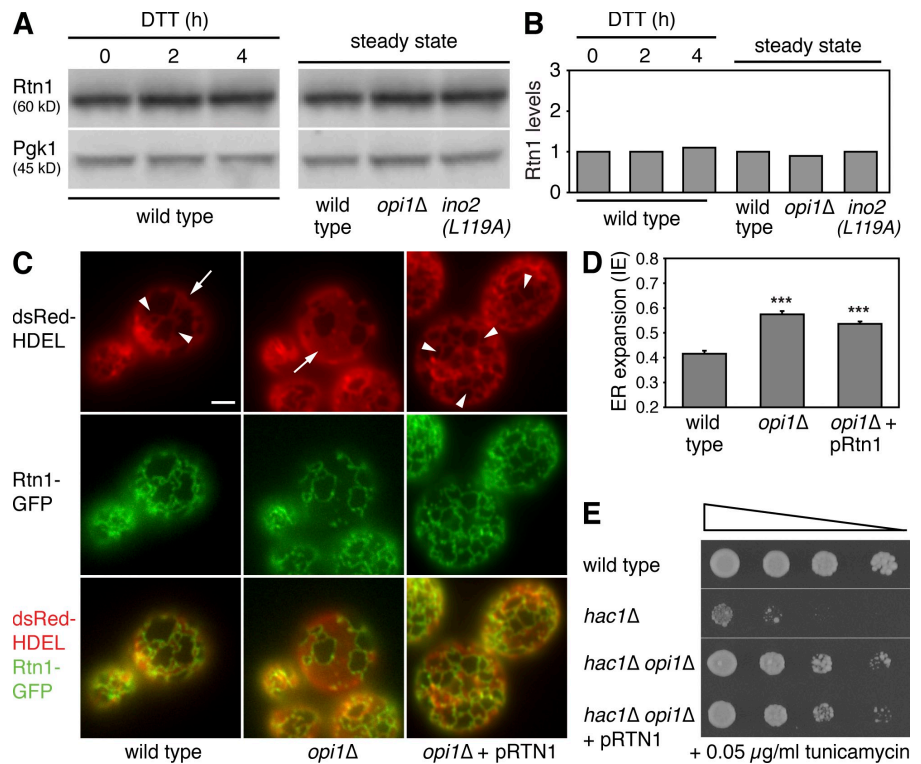 A
DTT (h)
0 2 4
steady state
Rtn1
(60 kD)
Pgk1
(45 kD)
wild type
wild
type
opi1Δ
ino2
(L119A)
B
DTT (h)
0 2 4
steady state
Rtn1 levels
3
2
1
0
wild type
wild
type
opi1Δ
ino2
(L119A)
C
dsRed-
HDEL
Rtn1-
GFP
dsRed-
HDEL
Rtn1-
GFP
wild type
opi1Δ
opi1Δ + pRTN1
D
ER expansion (IE)
0.8
0.7
0.6
0.5
0.4
0.3
0.2
***
***
wild
type
opi1Δ
opi1Δ +
pRtn1
E
wild type
hac1Δ
hac1Δ opi1Δ
hac1Δ opi1Δ
+ pRTN1
+ 0.05 µg/ml tunicamycin